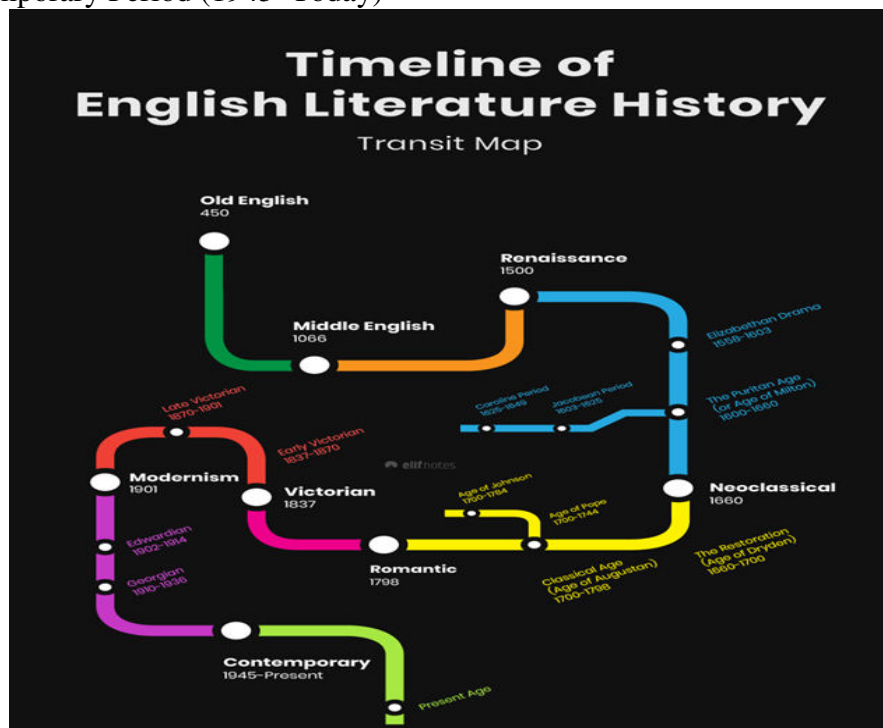 mporary Period (1945- Today)
Timeline of
English Literature History
Transit Map
Old English
450
Renaissance
1500
Middle English
1066
Elizabethan Drama
1558-1603
Late Victorian
1870-1901
Caroline Period
1625-1649
Jacobean Period
1603-1625
The Puritan Age
(or Age of Milton)
1600-1660
Early Victorian
1837-1870
elifnotes
Modernism
1901
Victorian
1837
Age of Johnson
1700-1784
Age of Pope
1700-1744
Neoclassical
1660
Edwardian
1902-1914
Romantic
1798
Classical Age
(Age of Augustan)
1700-1798
The Restoration
(Age of Dryden)
1660-1700
Georgian
1910-1936
Contemporary
1945-Present
Present Age